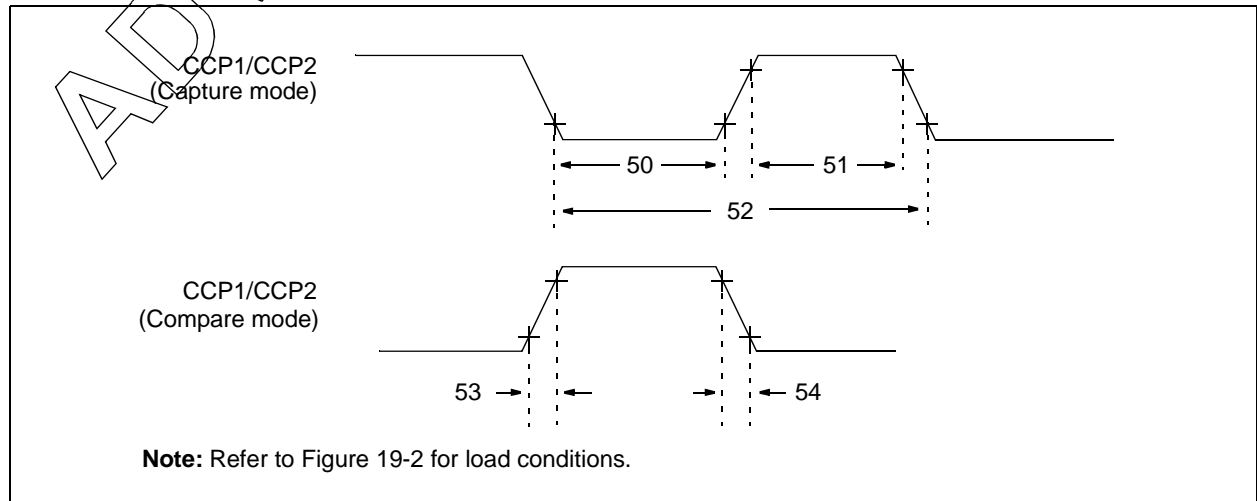 AD
CCP1/CCP2
(Capture mode)
50
51
52
CCP1/CCP2
(Compare mode)
53
54
Note: Refer to Figure 19-2 for load conditions.